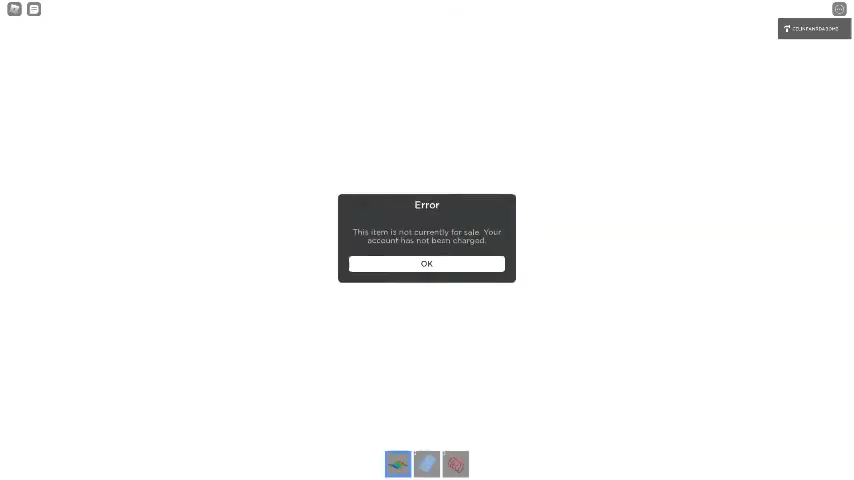 Error
This item is not currently for sale. Your
account has not been charged.
OK